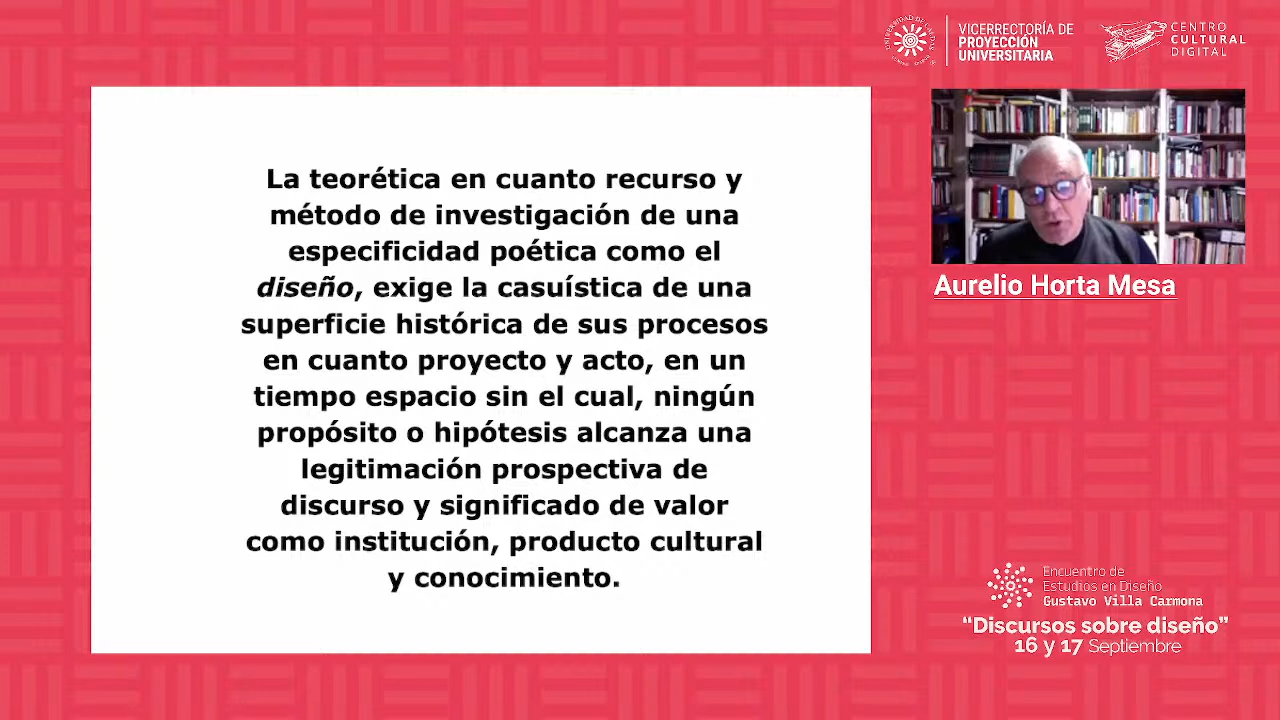 VICERRECTORÍA DE
PROYECCIÓN
UNIVERSITARIA
CENTRO
CULTURAL
DIGITAL
La teorética en cuanto recurso y
método de investigación de una
especificidad poética como el
diseño, exige la casuística de una
superficie histórica de sus procesos
en cuanto proyecto y acto, en un
tiempo espacio sin el cual, ningún
propósito o hipótesis alcanza una
legitimación prospectiva de
discurso y significado de valor
como institución, producto cultural
y conocimiento.
Aurelio Horta Mesa
Encuentro de
Estudios en Diseño
Gustavo Villa Carmona
“Discursos sobre diseño”
16 y 17 Septiembre